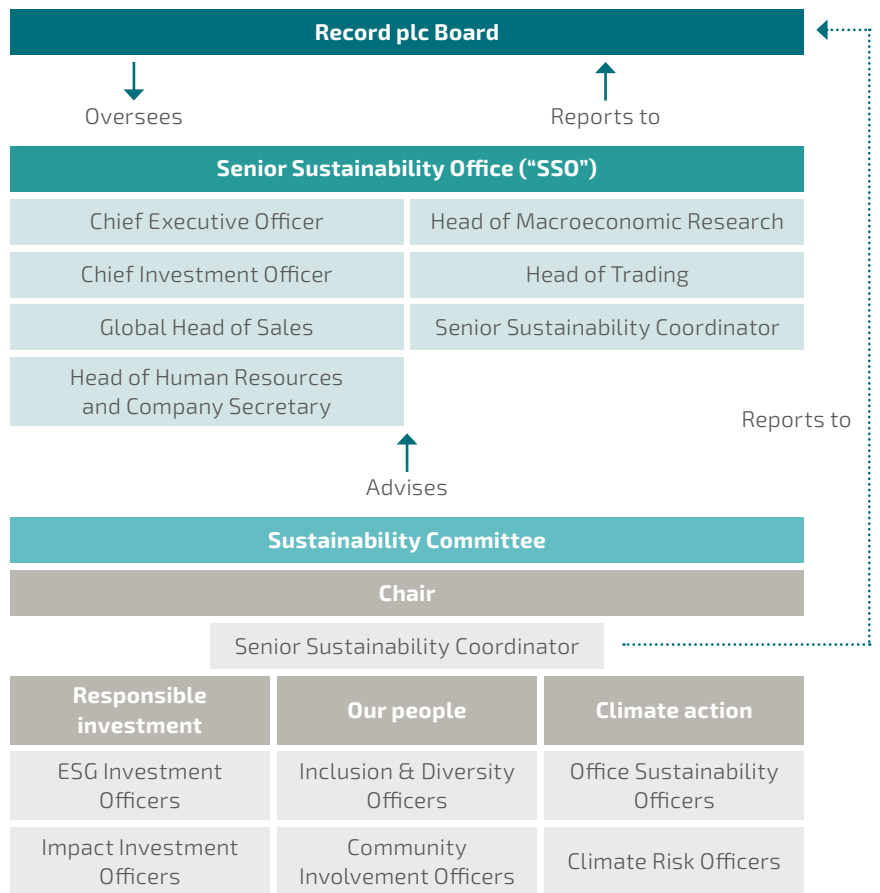 Record plc Board
Oversees
Reports to
Senior Sustainability Office (“SSO”)
Chief Executive Officer
Head of Macroeconomic Research
Chief Investment Officer
Head of Trading
Global Head of Sales
Senior Sustainability Coordinator
Head of Human Resources
and Company Secretary
Reports to
Advises
Sustainability Committee
Chair
Senior Sustainability Coordinator
Responsible
investment
Our people
Climate action
ESG Investment
Officers
Inclusion & Diversity
Officers
Office Sustainability
Officers
Impact Investment
Officers
Community
Involvement Officers
Climate Risk Officers